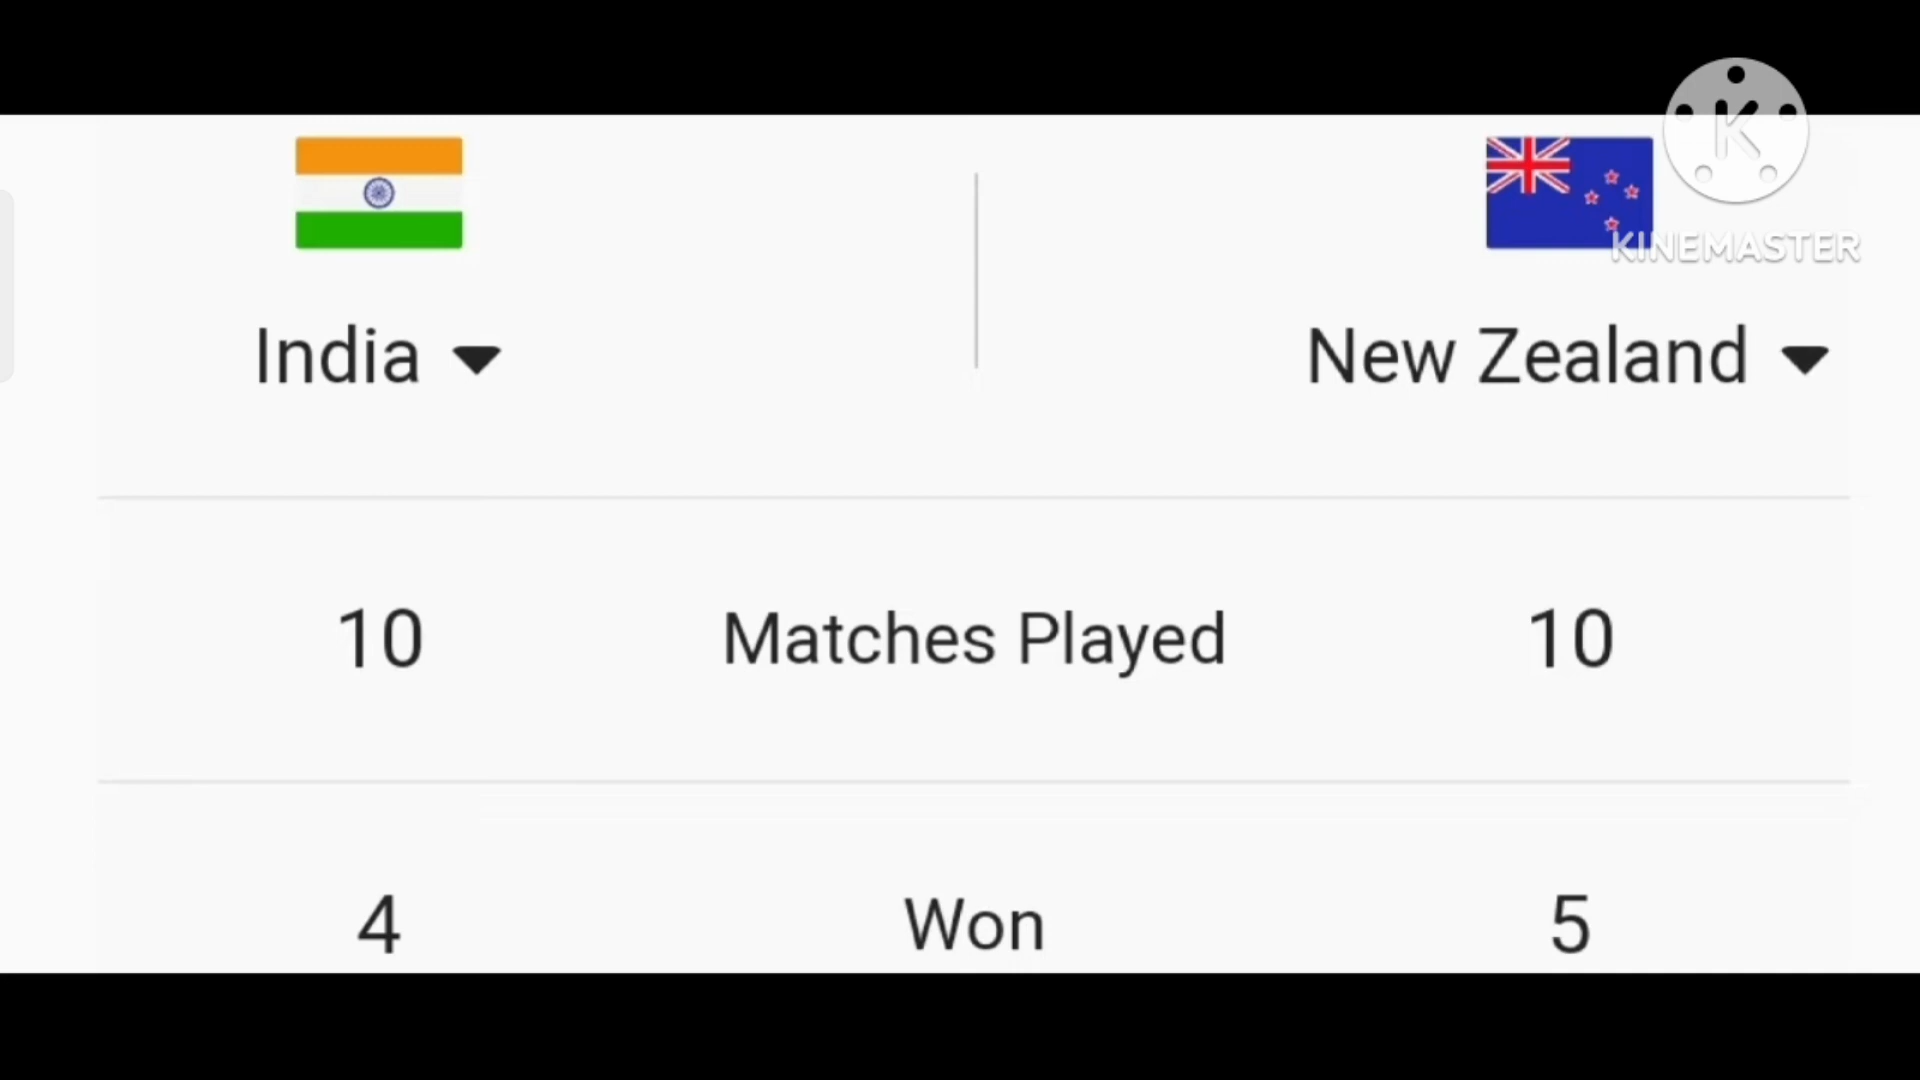 K
KINEMASTER
India New Zealand
10 Matches Played 10
4 Won 5